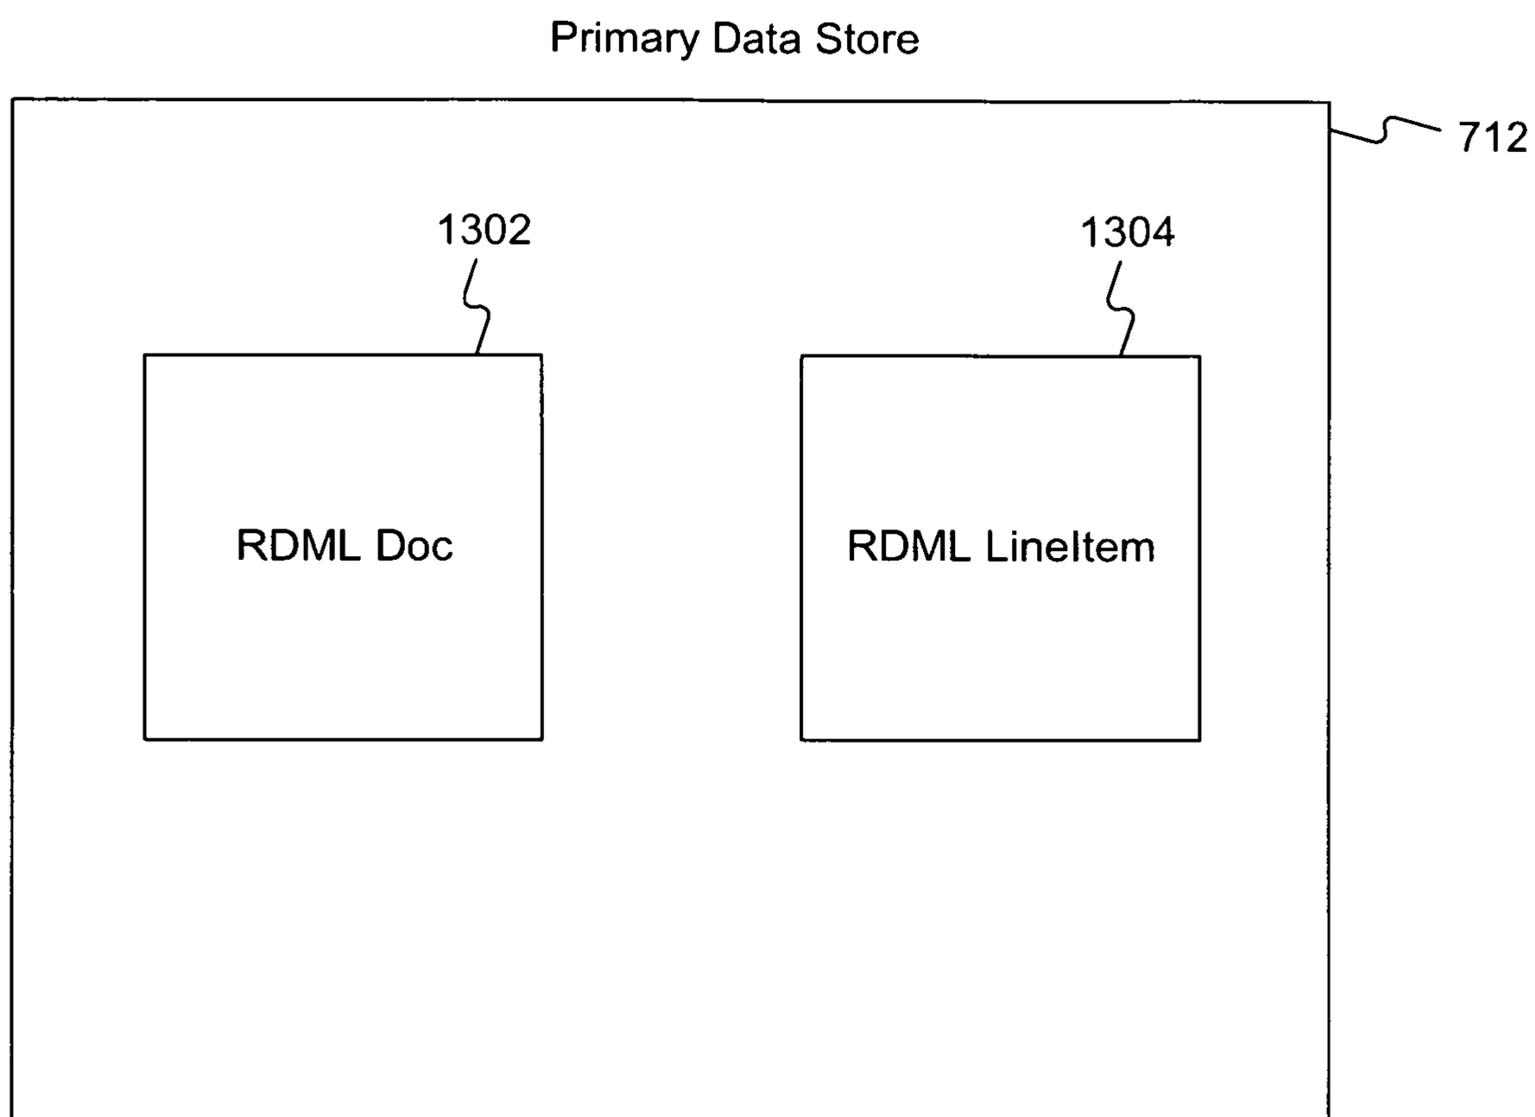 Primary Data Store
712
1302
1304
RDML Doc
RDML LineItem